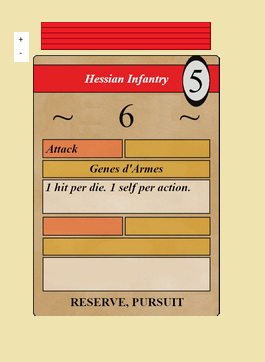 +
-
Hessian Infantry 5
~ 6 ~
Attack
Genes d'Armes
1 hit per die. 1 self per action.
RESERVE, PURSUIT